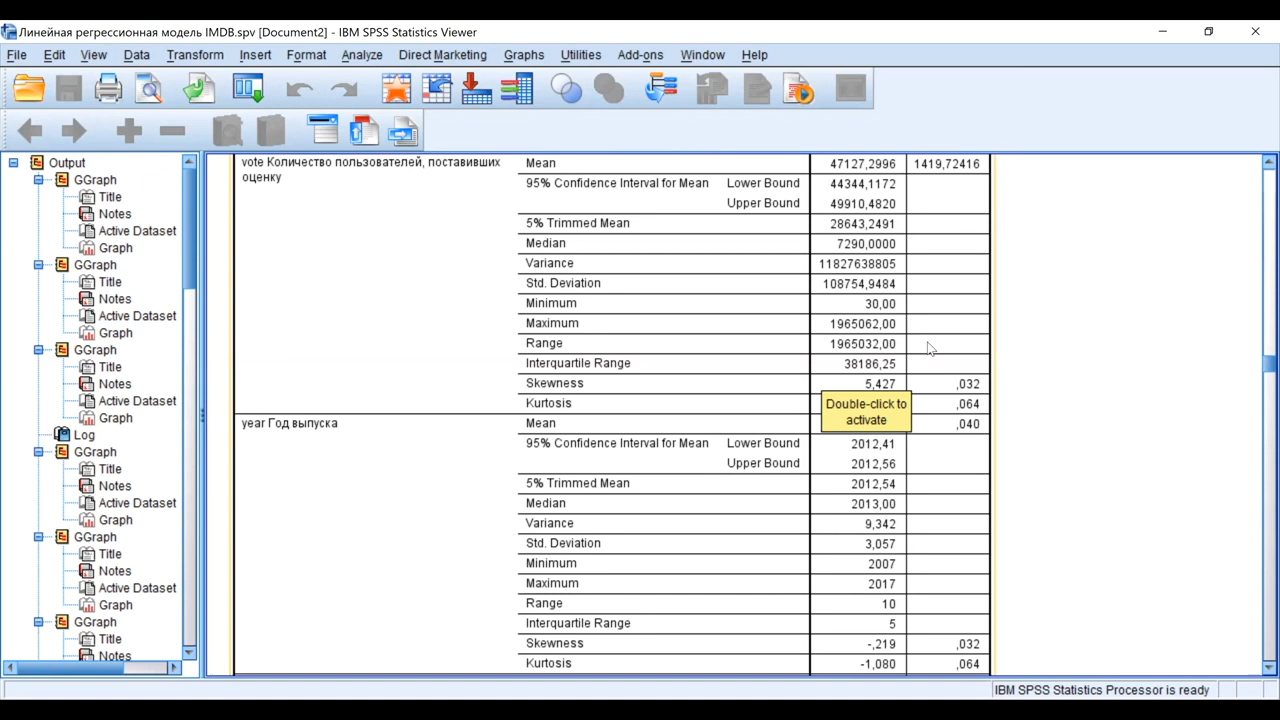 Линейная регрессионная модель IMDB.spv [Document2] - IBM SPSS Statistics Viewer
File Edit View Data Transform Insert Format Analyze Direct Marketing Graphs Utilities Add-ons Window Help
Output
GGraph
Title
Notes
Active Dataset
Graph
GGraph
Title
Notes
Active Dataset
Graph
GGraph
Title
Notes
Active Dataset
Graph
Log
GGraph
Title
Notes
Active Dataset
Graph
GGraph
Title
Notes
Active Dataset
Graph
GGraph
Title
Notes
vote Количество пользователей, поставивших
оценку
Mean 47127,2996 1419,72416
95% Confidence Interval for Mean Lower Bound 44344,1172
Upper Bound 49910,4820
5% Trimmed Mean 28643,2491
Median 7290,0000
Variance 11827638805
Std. Deviation 108754,9484
Minimum 30,00
Maximum 1965062,00
Range 1965032,00
Interquartile Range 38186,25
Skewness 5,427 ,032
Kurtosis ,064
Double-click to
activate
year Год выпуска Mean ,040
95% Confidence Interval for Mean Lower Bound 2012,41
Upper Bound 2012,56
5% Trimmed Mean 2012,54
Median 2013,00
Variance 9,342
Std. Deviation 3,057
Minimum 2007
Maximum 2017
Range 10
Interquartile Range 5
Skewness -,219 ,032
Kurtosis -1,080 ,064
IBM SPSS Statistics Processor is ready